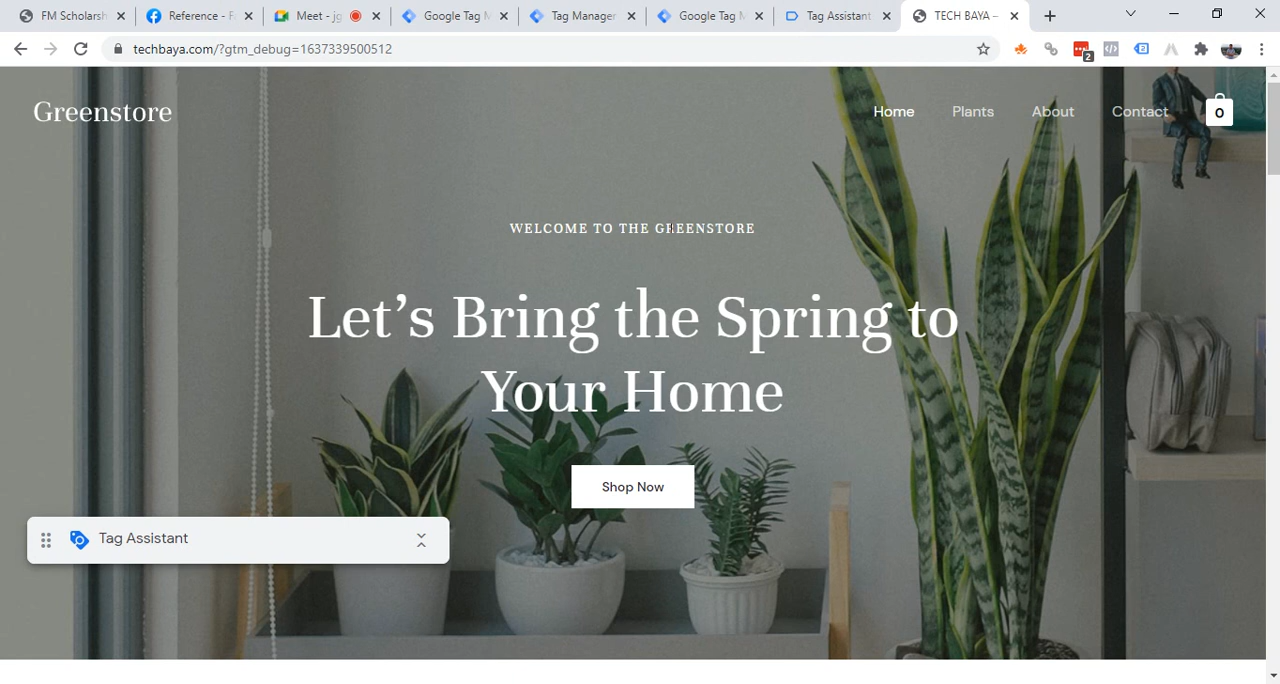 FM Scholarsh
Reference - F
Meet - jg
Google Tag M
Tag Manager
Google Tag M
Tag Assistant
TECH BAYA –
techbaya.com/?gtm_debug=1637339500512
2
Greenstore
Home
Plants
About
Contact
0
WELCOME TO THE GREENSTORE
Let’s Bring the Spring to
Your Home
Shop Now
Tag Assistant